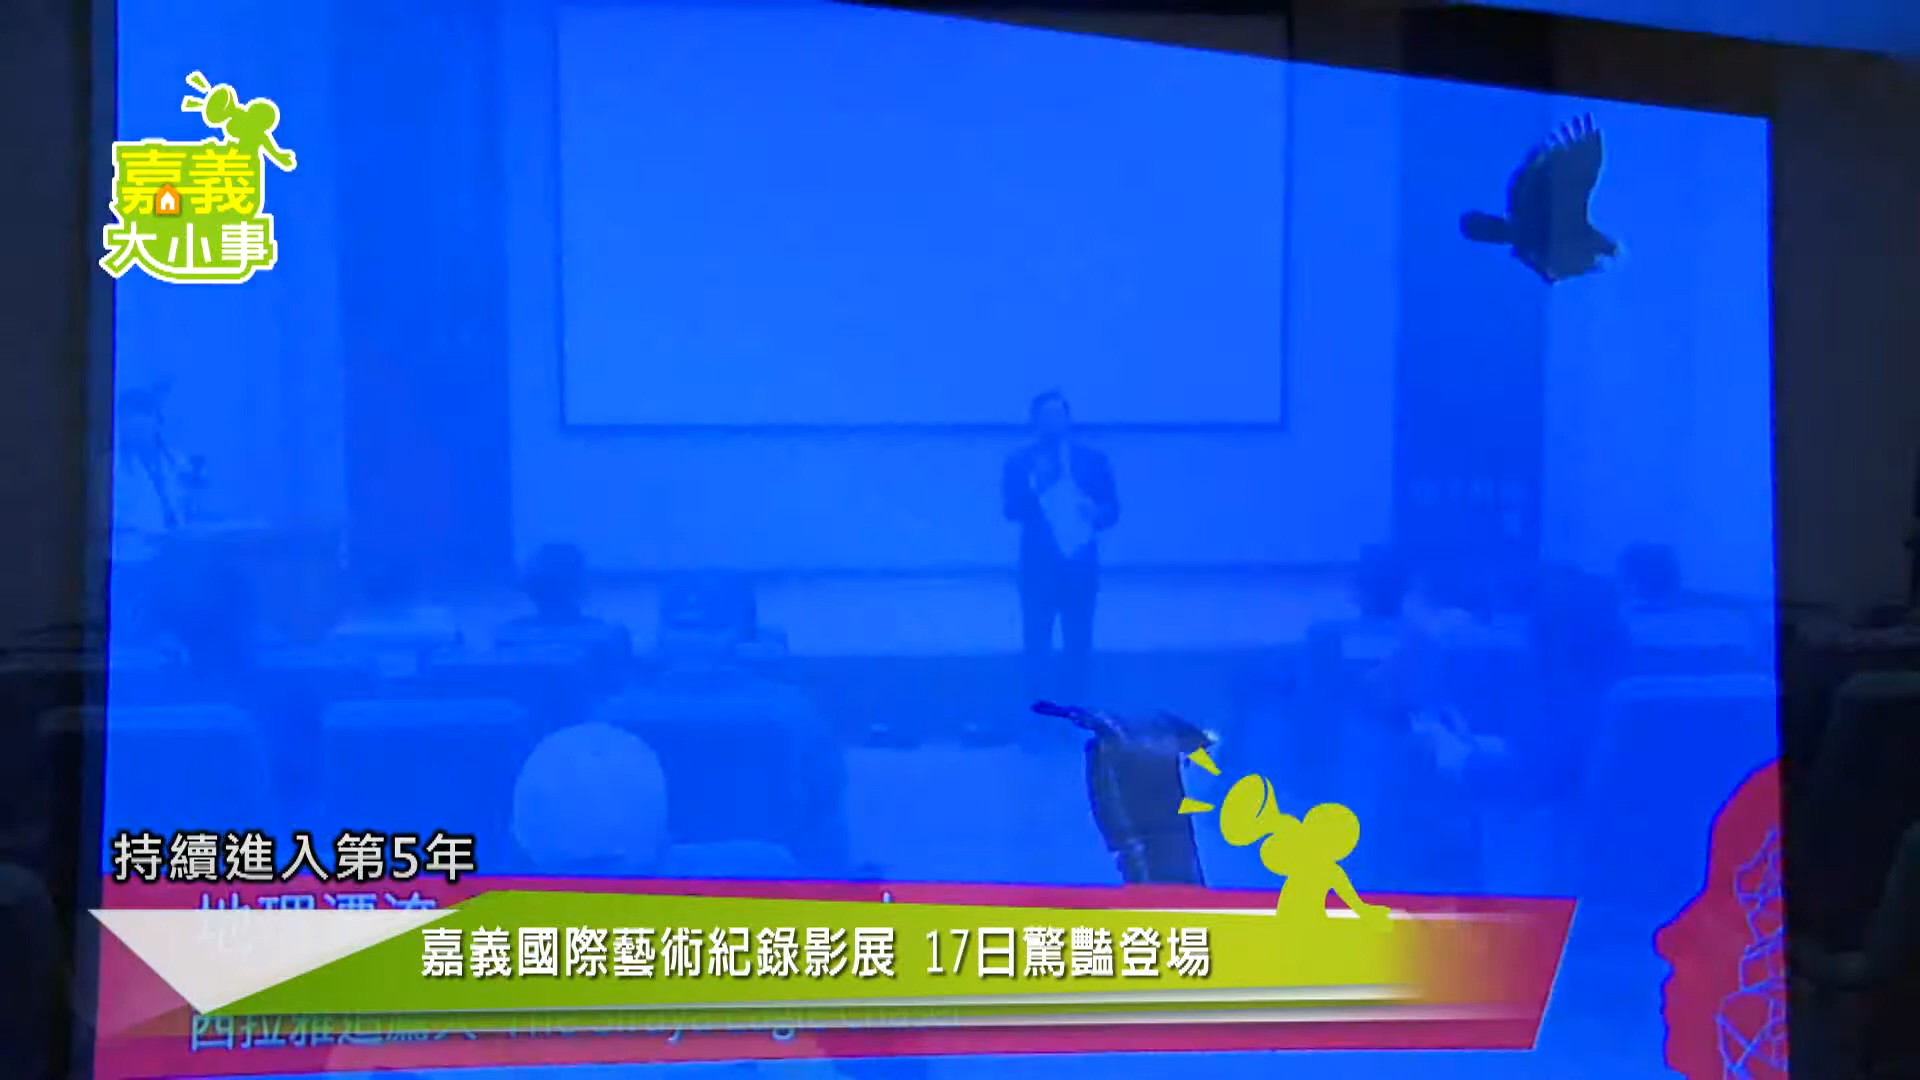 嘉義
大小事
持續進入第5年
嘉義國際藝術紀錄影展 17日驚豔登場